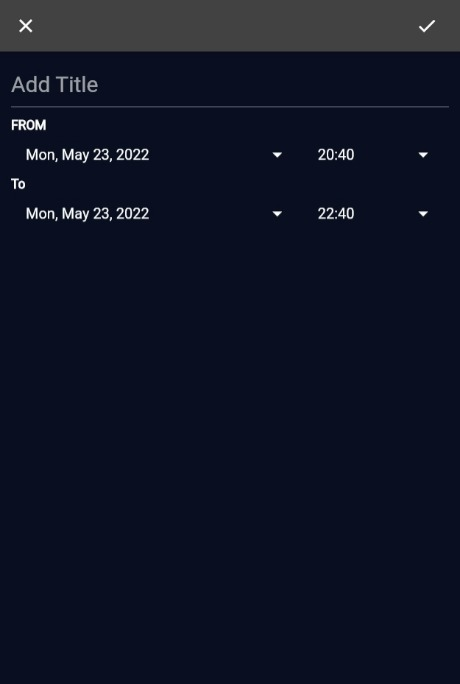 Add Title
FROM
Mon, May 23, 2022 20:40
To
Mon, May 23, 2022 22:40